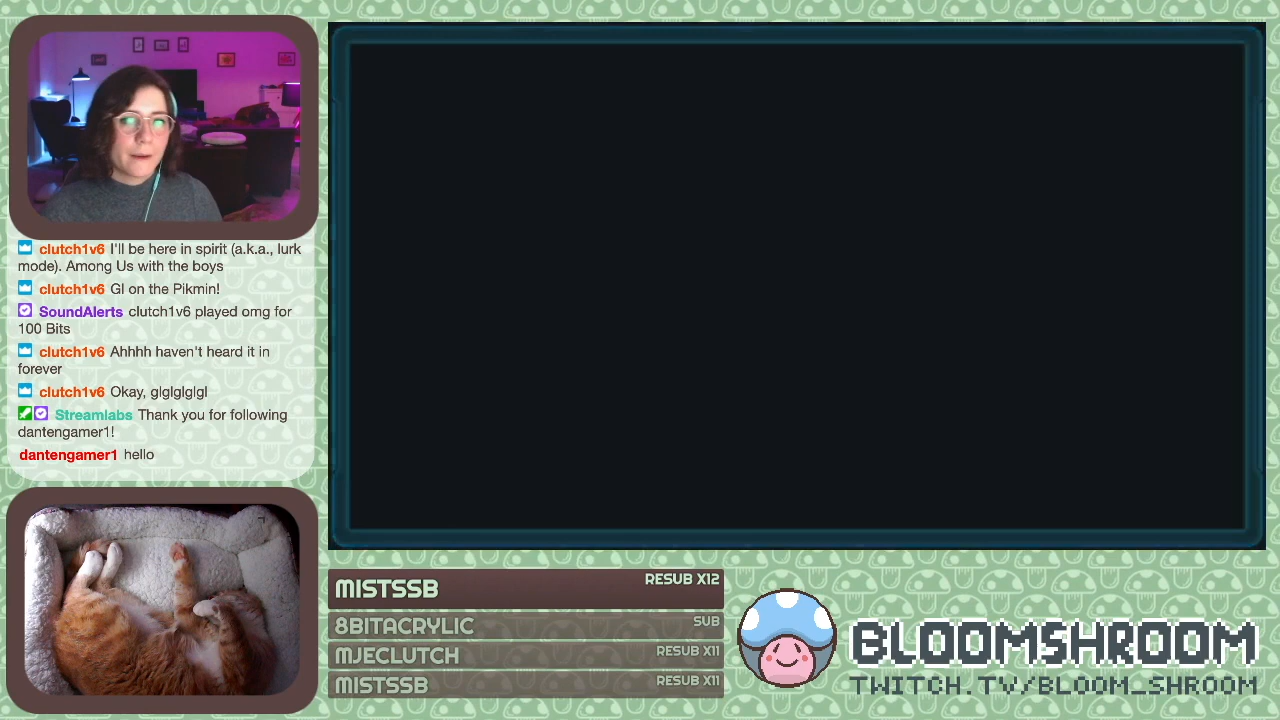 clutch1v6 I'll be here in spirit (a.k.a., lurk
mode). Among Us with the boys
clutch1v6 Gl on the Pikmin!
SoundAlerts clutch1v6 played omg for
100 Bits
clutch1v6 Ahhhh haven't heard it in
forever
clutch1v6 Okay, glglglglgl
Streamlabs Thank you for following
dantengamer1!
dantengamer1 hello
MISTSSB RESUB X12
8BITACRYLIC SUB
MJECLUTCH RESUB X11
MISTSSB RESUB X11
BLOOMSHROOM
TWITCH.TV/BLOOM_SHROOM